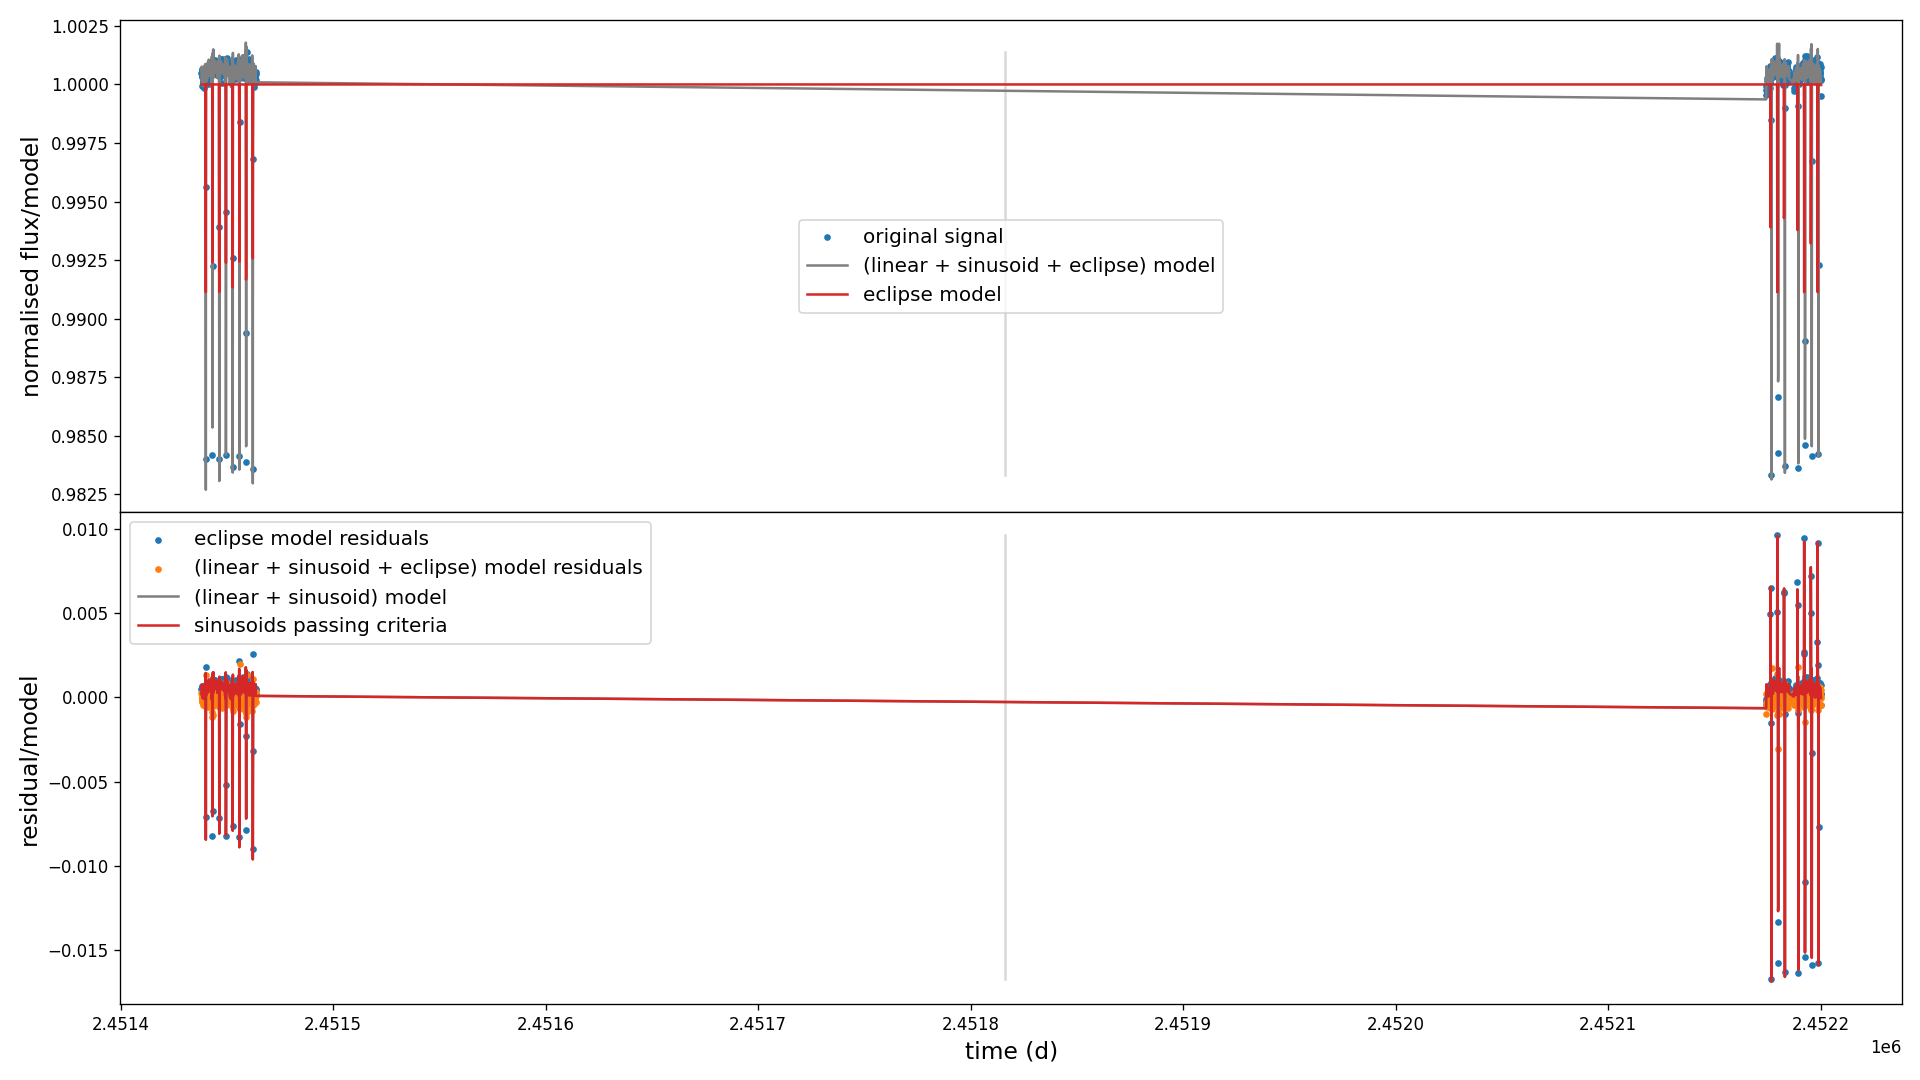 1.0025
1.0000
0.9975
0.9950
0.9925
0.9900
0.9875
0.9850
0.9825
normalised flux/model
original signal
(linear + sinusoid + eclipse) model
eclipse model
0.010
0.005
0.000
−0.005
−0.010
−0.015
residual/model
eclipse model residuals
(linear + sinusoid + eclipse) model residuals
(linear + sinusoid) model
sinusoids passing criteria
2.4514 2.4515 2.4516 2.4517 2.4518 2.4519 2.4520 2.4521 2.4522
1e6
time (d)